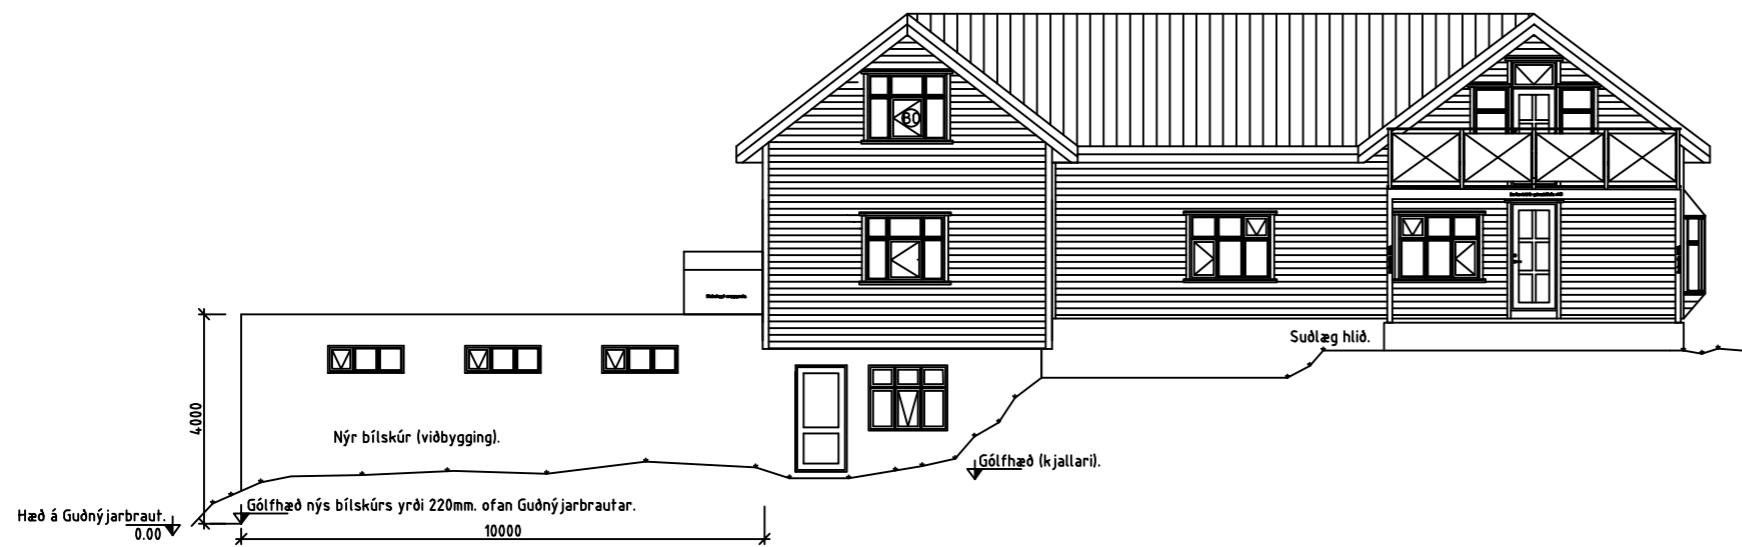 B0
Suðlæg hlið.
4000
Nýr bílskúr (viðbygging).
Gólfhæð (kjallari).
Gólfhæð nýs bílskúrs yrði 220mm. ofan Guðnýjarbrautar.
Hæð á Guðnýjarbraut.
0.00
10000